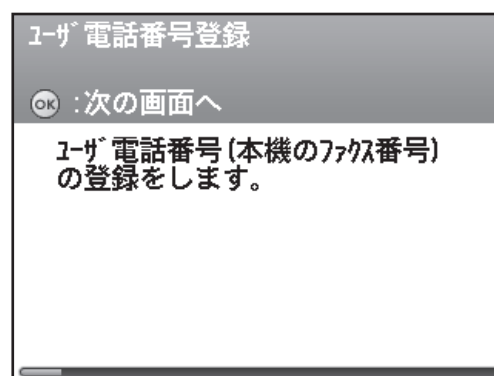 ﾕｰｻﾞ電話番号登録
OK :次の画面へ
ﾕｰｻﾞ電話番号(本機のﾌｧｸｽ番号)
の登録をします。